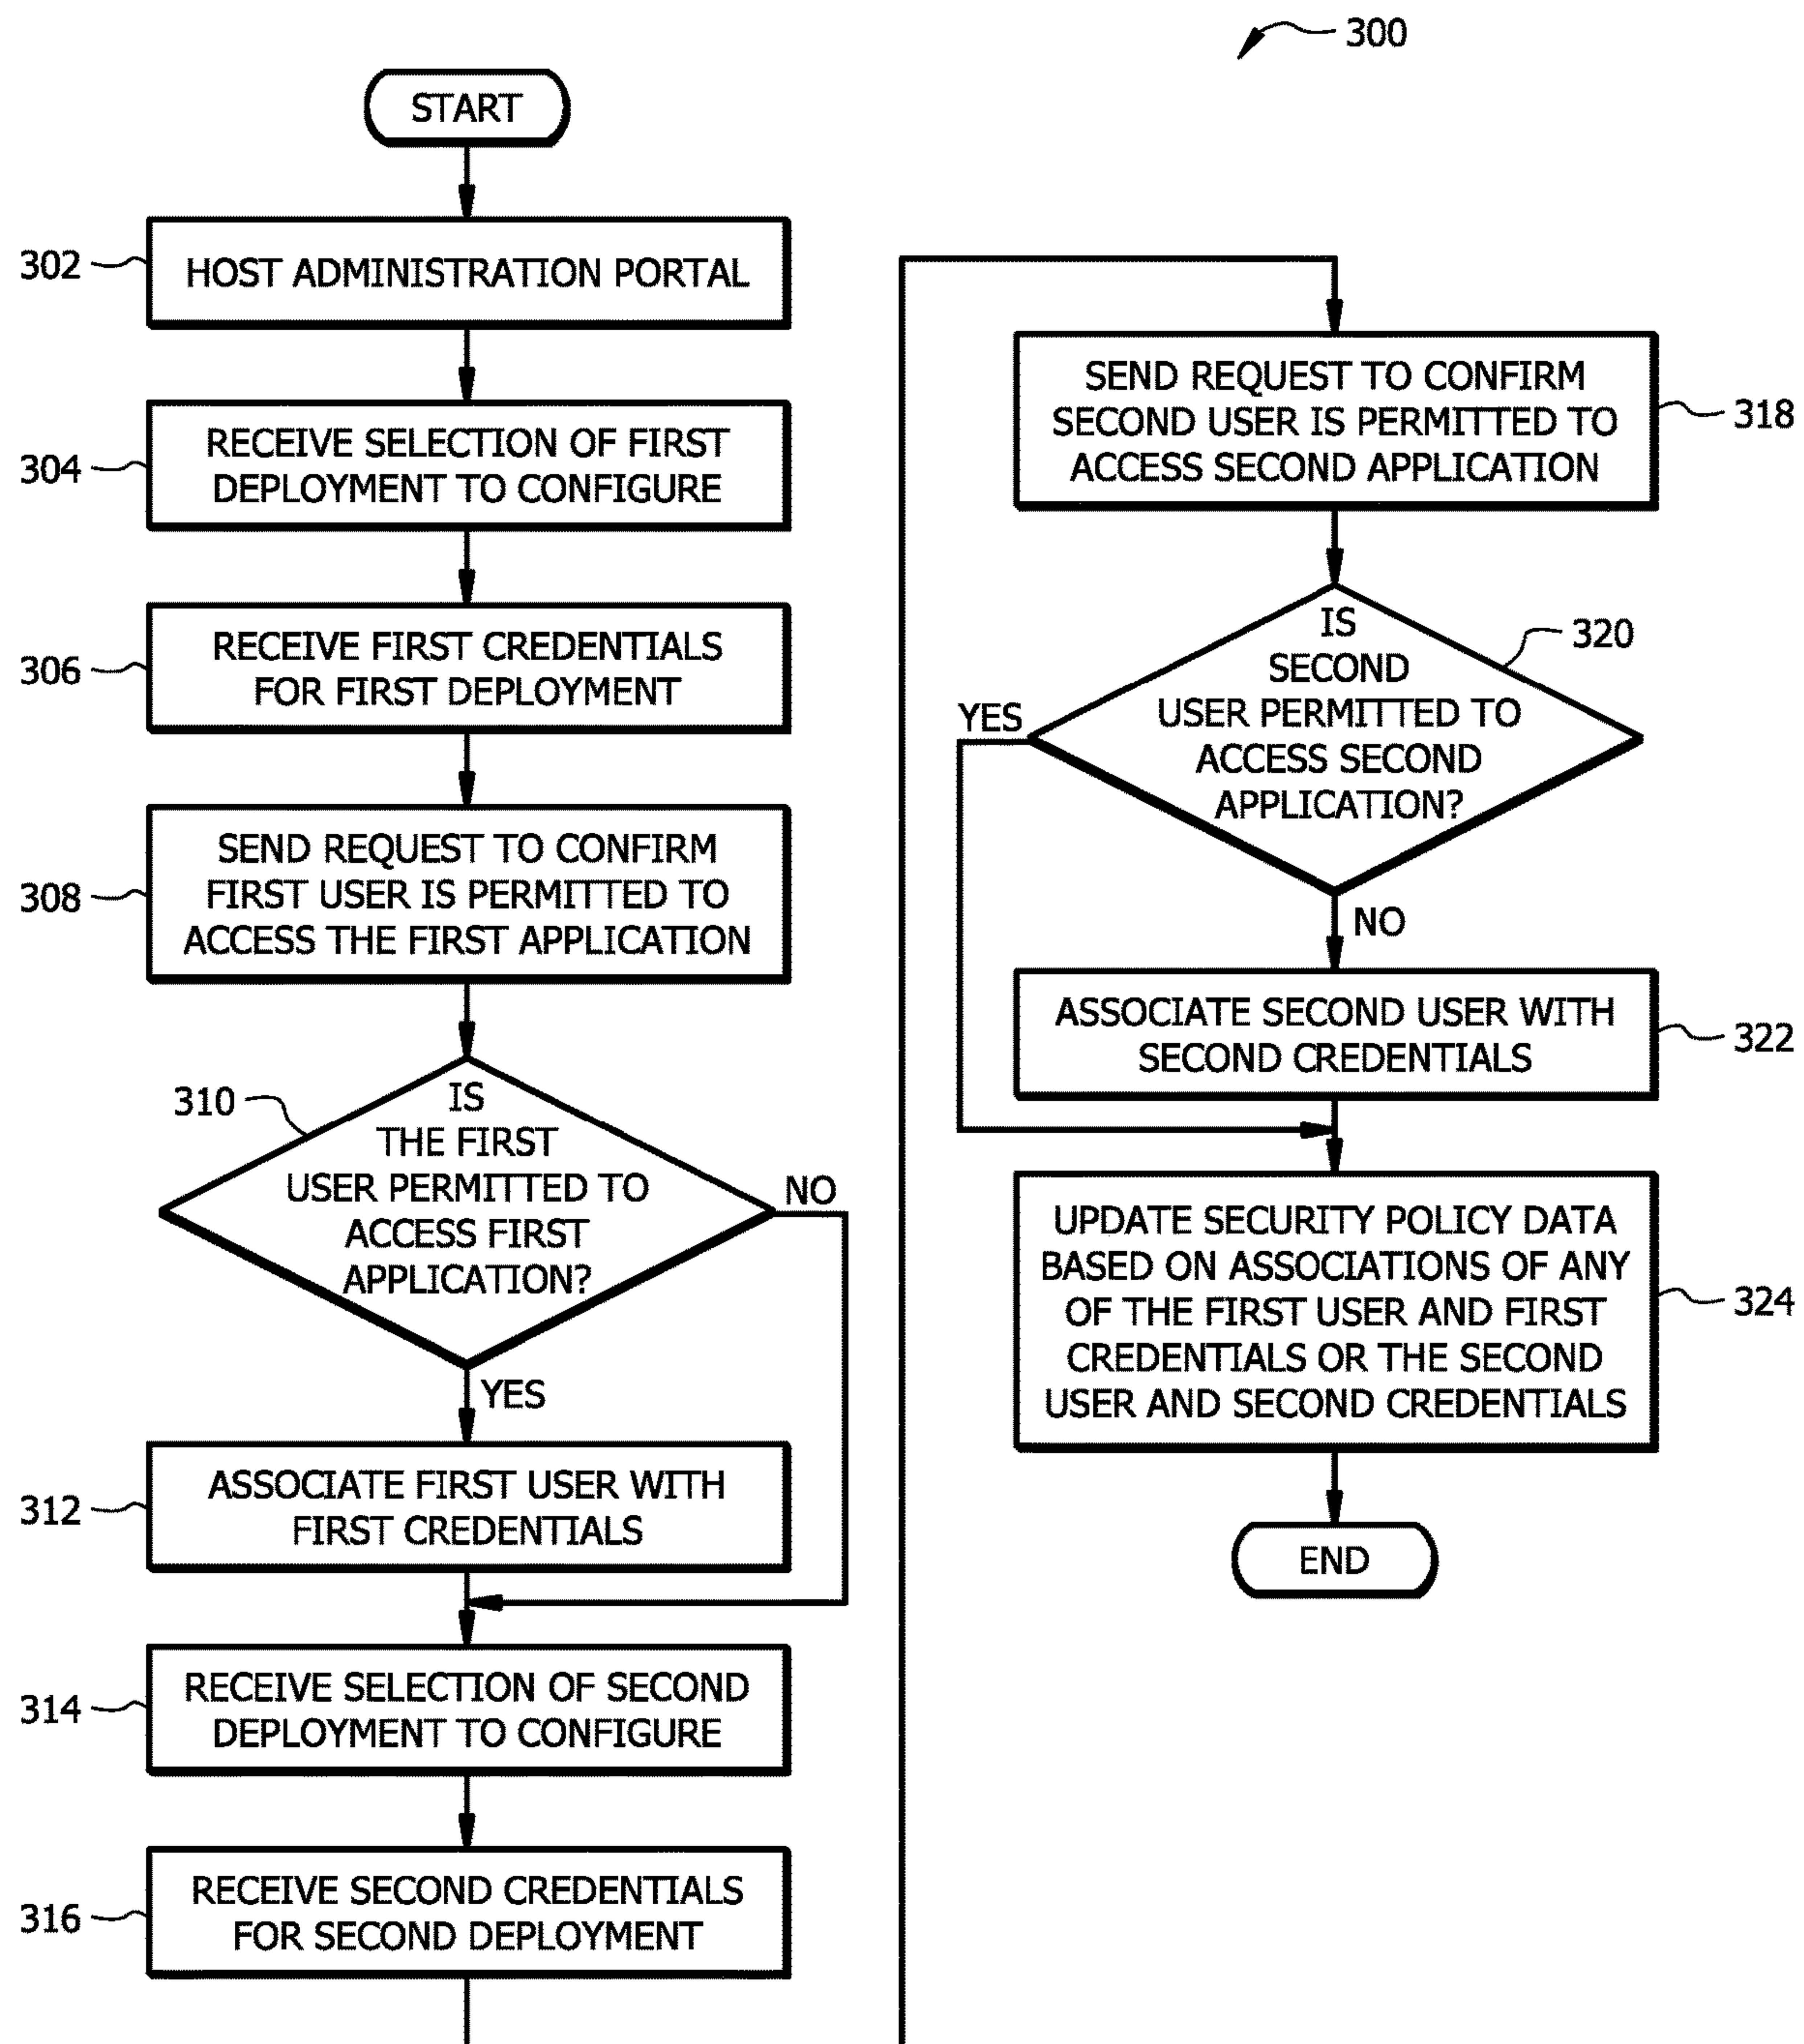 300
START
302
HOST ADMINISTRATION PORTAL
304
RECEIVE SELECTION OF FIRST
DEPLOYMENT TO CONFIGURE
306
RECEIVE FIRST CREDENTIALS
FOR FIRST DEPLOYMENT
308
SEND REQUEST TO CONFIRM
FIRST USER IS PERMITTED TO
ACCESS THE FIRST APPLICATION
310
IS
THE FIRST
USER PERMITTED TO
ACCESS FIRST
APPLICATION?
NO
YES
312
ASSOCIATE FIRST USER WITH
FIRST CREDENTIALS
314
RECEIVE SELECTION OF SECOND
DEPLOYMENT TO CONFIGURE
316
RECEIVE SECOND CREDENTIALS
FOR SECOND DEPLOYMENT
SEND REQUEST TO CONFIRM
SECOND USER IS PERMITTED TO
ACCESS SECOND APPLICATION
318
IS
SECOND
USER PERMITTED TO
ACCESS SECOND
APPLICATION?
320
YES
NO
ASSOCIATE SECOND USER WITH
SECOND CREDENTIALS
322
UPDATE SECURITY POLICY DATA
BASED ON ASSOCIATIONS OF ANY
OF THE FIRST USER AND FIRST
CREDENTIALS OR THE SECOND
USER AND SECOND CREDENTIALS
324
END